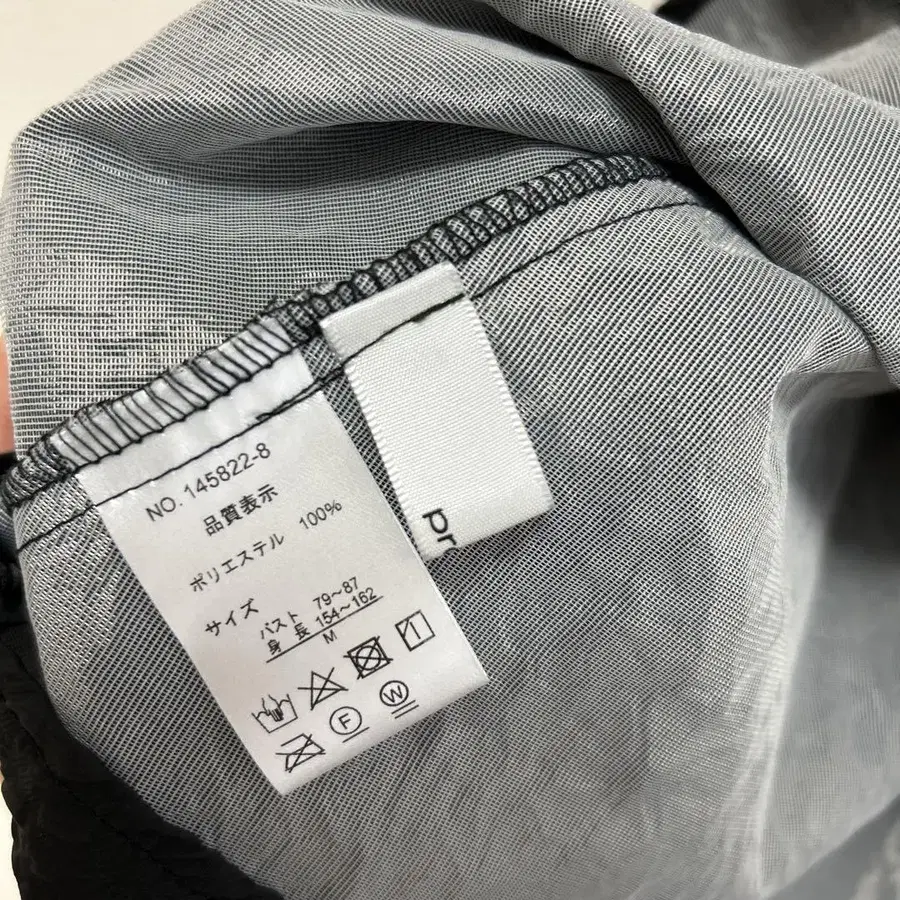 NO. 145822-8
品質表示
ポリエステル 100%
サイズ
バスト 79~87
身長 154~162
M
1
F
W
pr